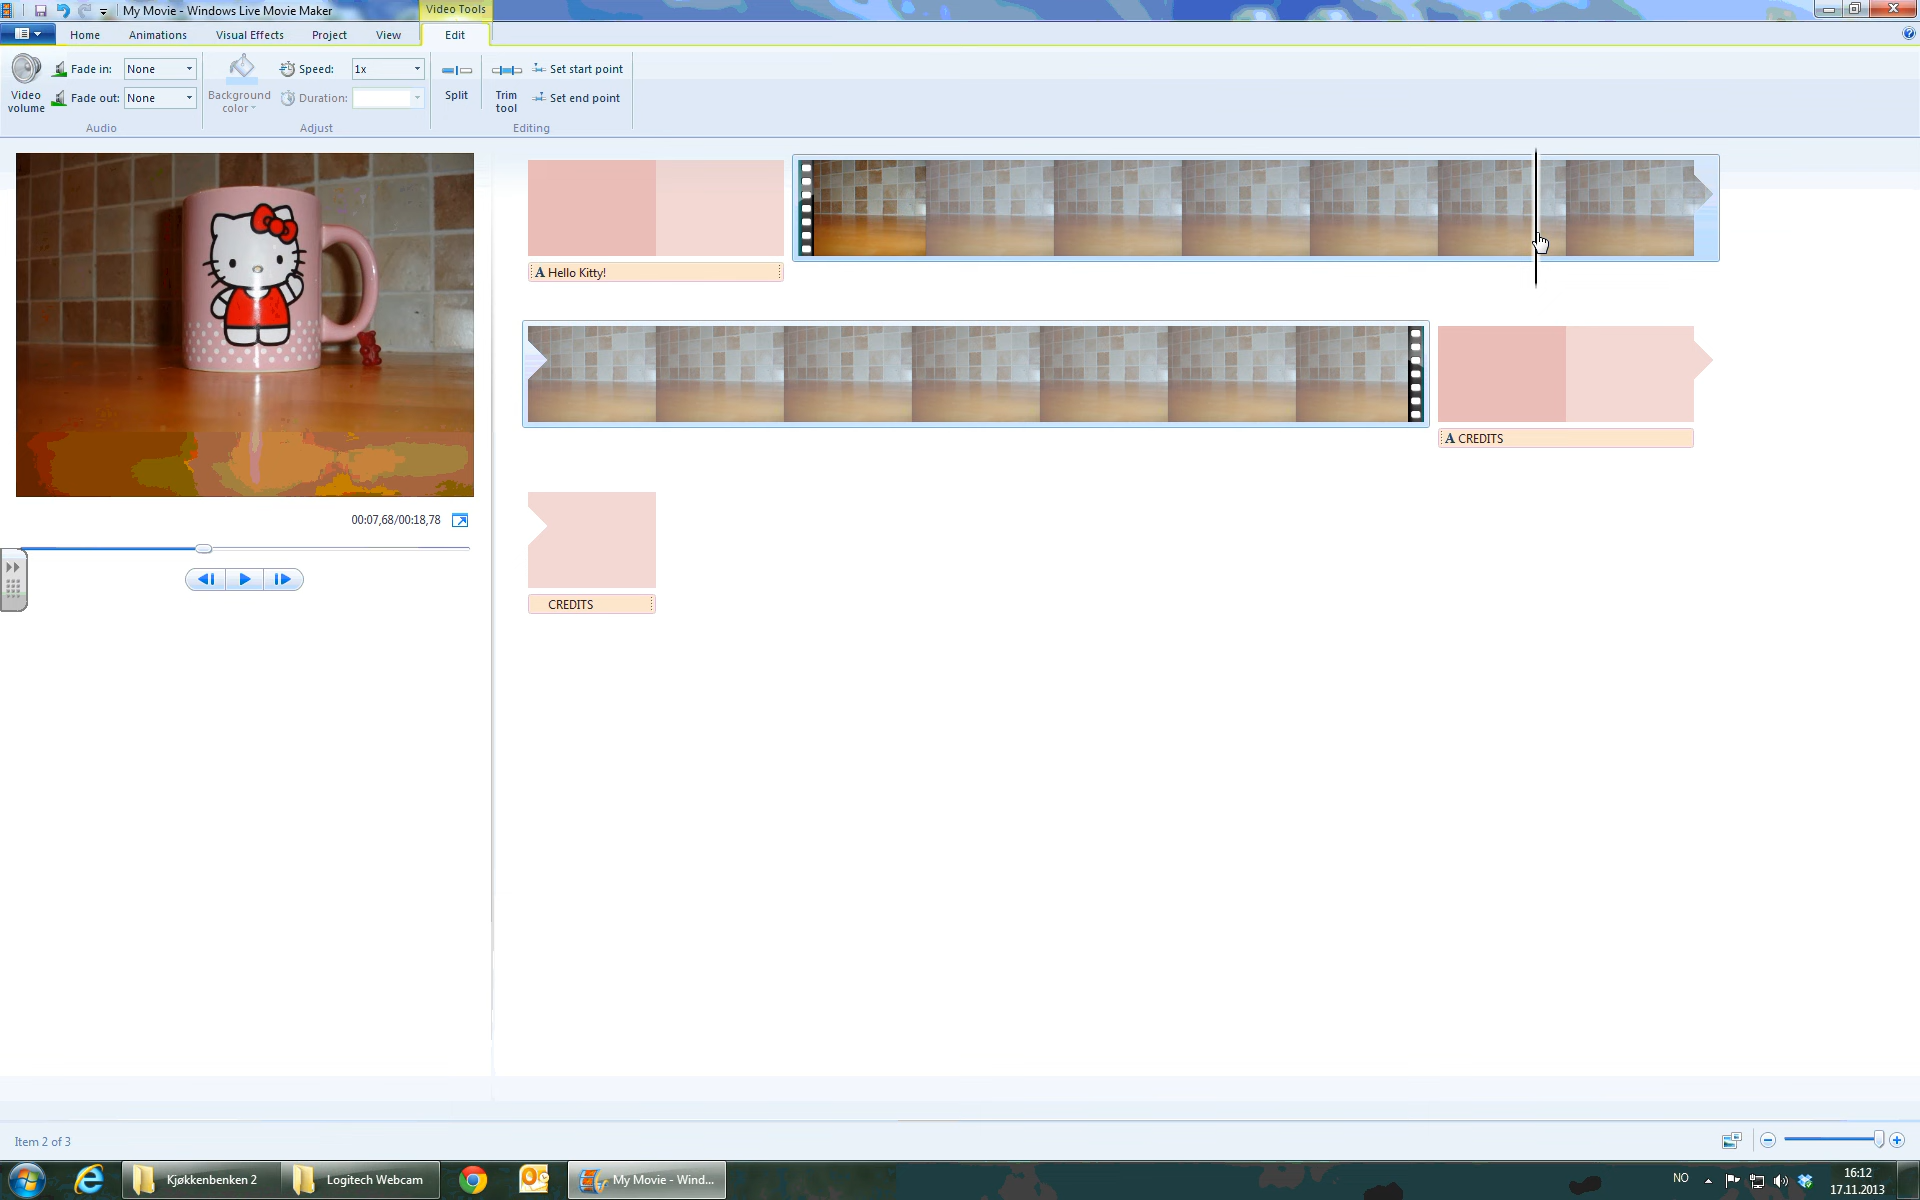 My Movie - Windows Live Movie Maker
Video Tools
Home Animations Visual Effects Project View Edit
Video volume
Fade in: None
Fade out: None
Audio
Background color
Speed: 1x
Duration:
Adjust
Split
Trim tool
Set start point
Set end point
Editing
A Hello Kitty!
A CREDITS
00:07,68/00:18,78
CREDITS
Item 2 of 3
Kjøkkenbenken 2
Logitech Webcam
My Movie - Wind...
NO
16:12
17.11.2013